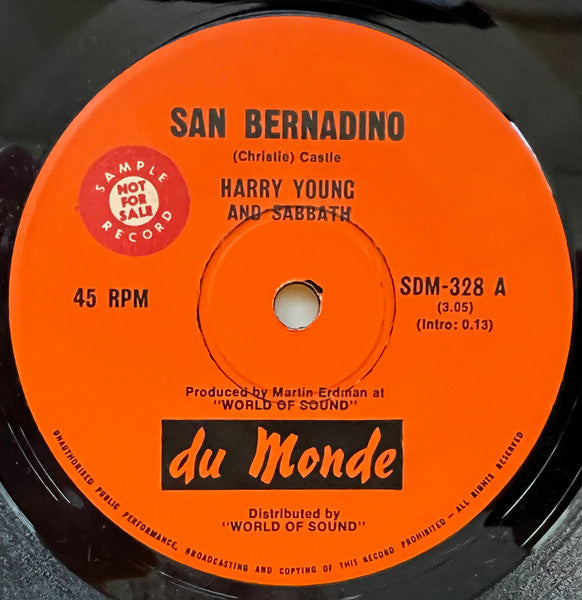 SAN BERNADINO
(Christie) Castle
HARRY YOUNG
AND SABBATH
SAMPLE
NOT
FOR
SALE
RECORD
45 RPM
SDM-328 A
(3.05)
(Intro: 0.13)
Produced by Martin Erdman at
"WORLD OF SOUND"
du Monde
Distributed by
"WORLD OF SOUND"
UNAUTHORISED PUBLIC PERFORMANCE, BROADCASTING AND COPYING OF THIS RECORD PROHIBITED — ALL RIGHTS RESERVED